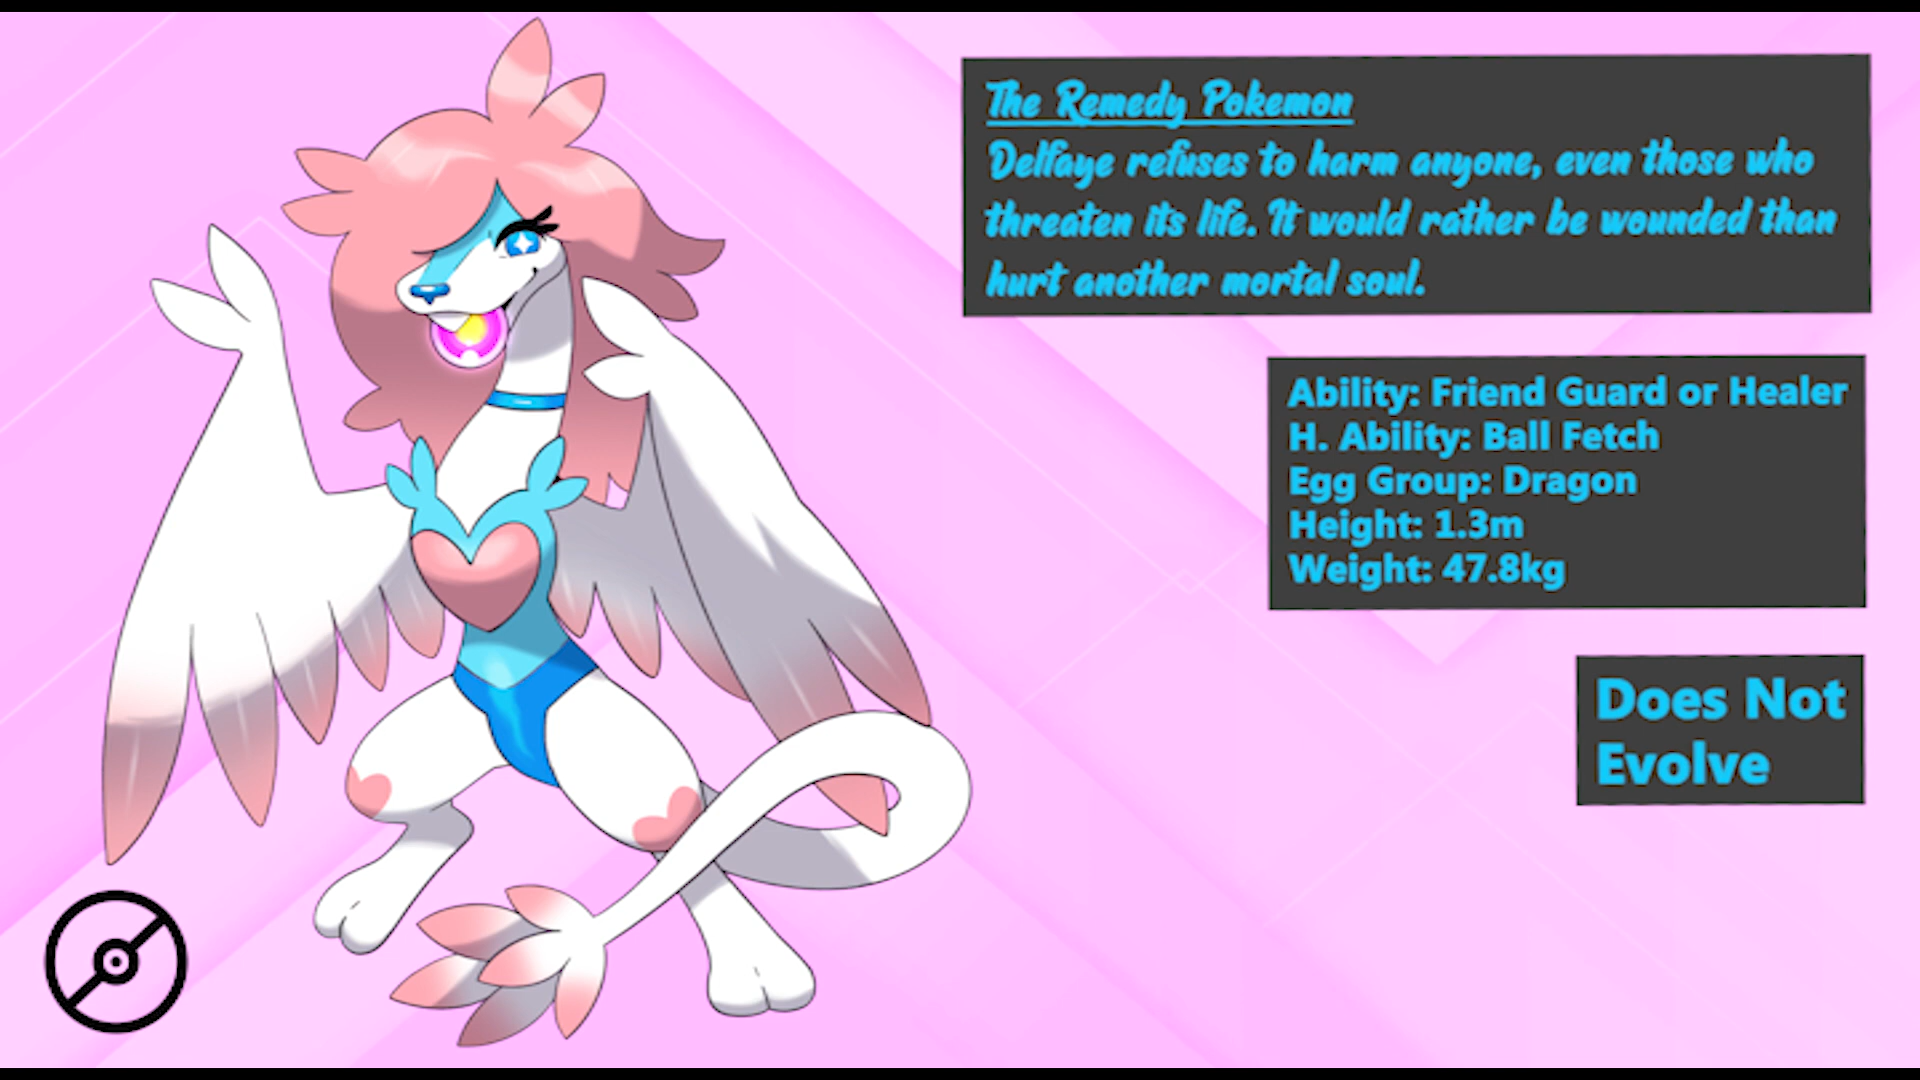 The Remedy Pokemon
Delfaye refuses to harm anyone, even those who
threaten its life. It would rather be wounded than
hurt another mortal soul.
Ability: Friend Guard or Healer
H. Ability: Ball Fetch
Egg Group: Dragon
Height: 1.3m
Weight: 47.8kg
Does Not
Evolve